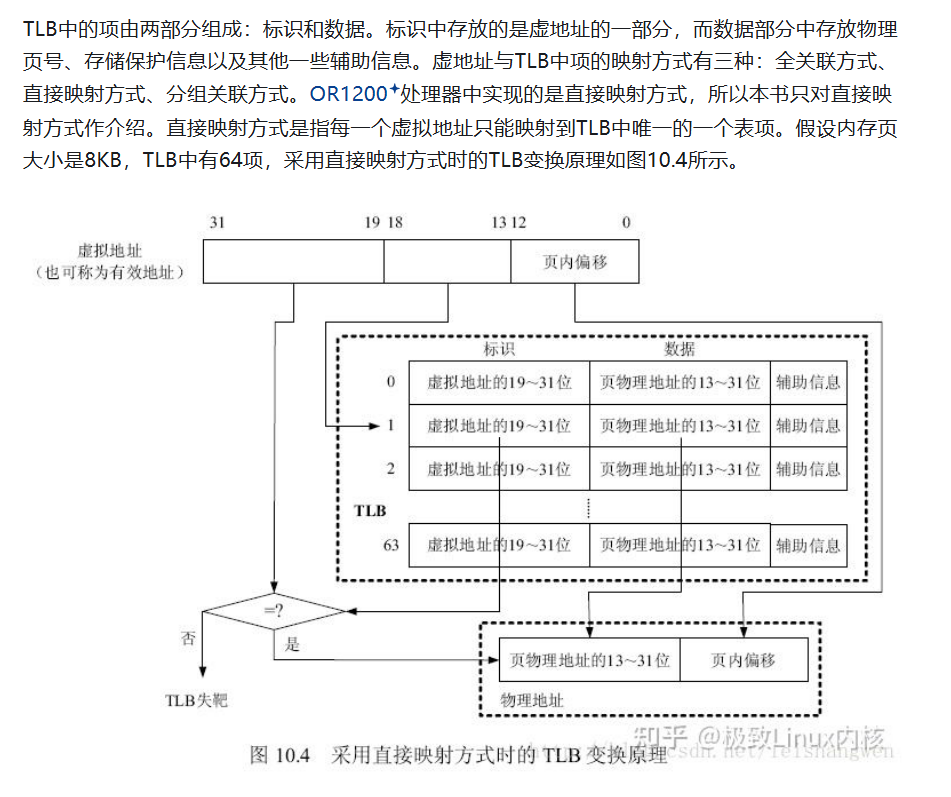 TLB中的项由两部分组成：标识和数据。标识中存放的是虚地址的一部分，而数据部分中存放物理
页号、存储保护信息以及其他一些辅助信息。虚地址与TLB中项的映射方式有三种：全关联方式、
直接映射方式、分组关联方式。OR1200处理器中实现的是直接映射方式，所以本书只对直接映
射方式作介绍。直接映射方式是指每一个虚拟地址只能映射到TLB中唯一的一个表项。假设内存页
大小是8KB，TLB中有64项，采用直接映射方式时的TLB变换原理如图10.4所示。
31 19 18 13 12 0
虚拟地址
（也可称为有效地址）
页内偏移
标识 数据
0 虚拟地址的19～31位 页物理地址的13～31位 辅助信息
1 虚拟地址的19～31位 页物理地址的13～31位 辅助信息
2 虚拟地址的19～31位 页物理地址的13～31位 辅助信息
TLB
63 虚拟地址的19～31位 页物理地址的13～31位 辅助信息
=?
否
是
页物理地址的13～31位 页内偏移
TLB失靶
物理地址
图 10.4 采用直接映射方式时的 TLB 变换原理
知乎 @极致Linux内核
csdn.net/leishangwen